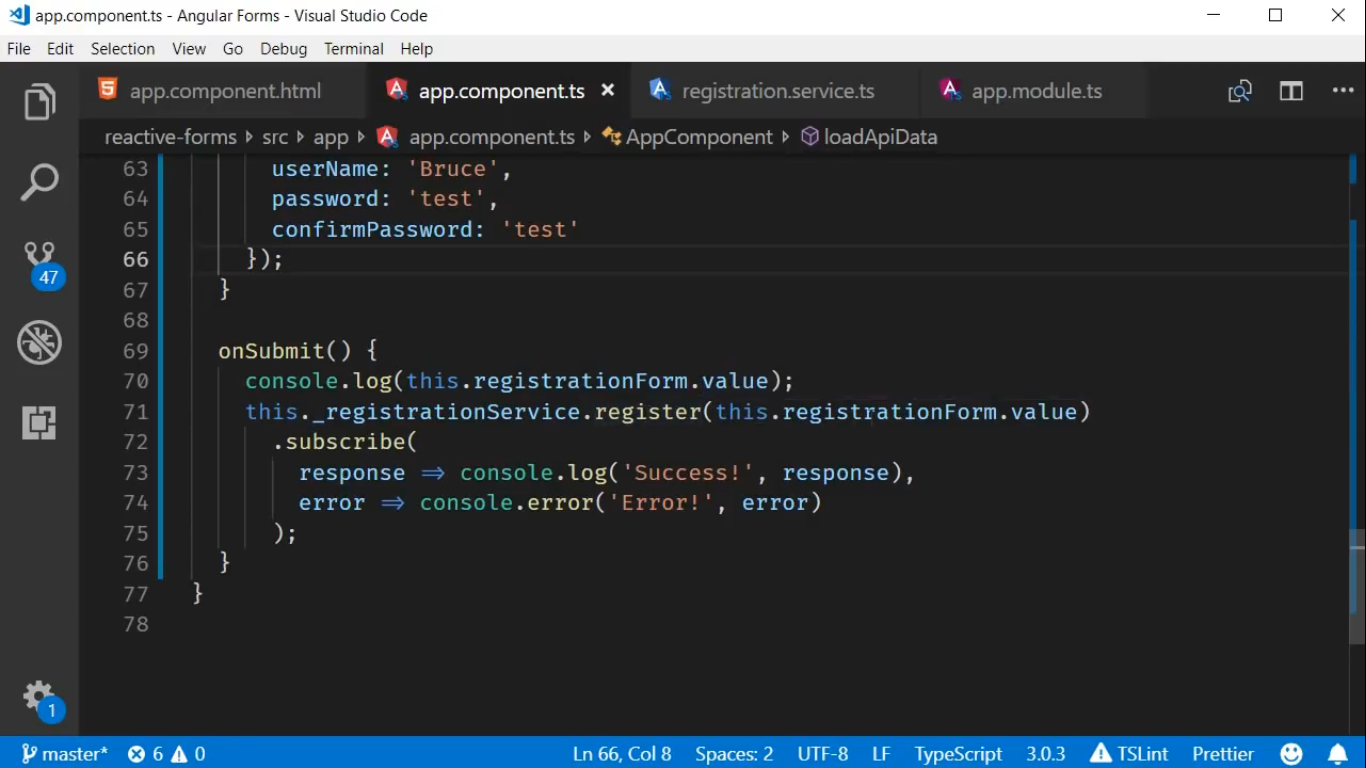 app.component.ts - Angular Forms - Visual Studio Code
File Edit Selection View Go Debug Terminal Help
app.component.html app.component.ts registration.service.ts app.module.ts
reactive-forms src app app.component.ts AppComponent loadApiData
63 userName: 'Bruce',
64 password: 'test',
65 confirmPassword: 'test'
66 });
67 }
68
69 onSubmit() {
70 console.log(this.registrationForm.value);
71 this._registrationService.register(this.registrationForm.value)
72 .subscribe(
73 response => console.log('Success!', response),
74 error => console.error('Error!', error)
75 );
76 }
77 }
78
47
1
master* 6 0 Ln 66, Col 8 Spaces: 2 UTF-8 LF TypeScript 3.0.3 TSLint Prettier